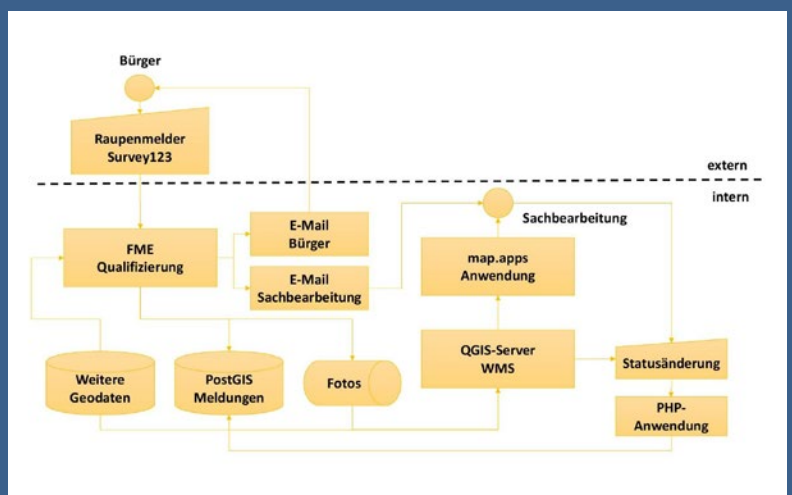 Bürger
Raupenmelder
Survey123
extern
intern
Sachbearbeitung
FME
Qualifizierung
E-Mail
Bürger
E-Mail
Sachbearbeitung
map.apps
Anwendung
Weitere
Geodaten
PostGIS
Meldungen
Fotos
QGIS-Server
WMS
Statusänderung
PHP-
Anwendung